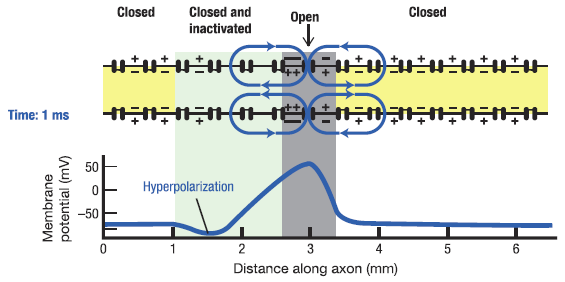 Closed
Closed and
inactivated
Open
Closed
+ + + − − + + + + + + +
− − − + + + − − − − − − −
Time: 1 ms
− − − + + + − − − − − − −
+ + + − − + + + + + + +
Membrane
potential (mV)
50
0
−50
Hyperpolarization
0 1 2 3 4 5 6
Distance along axon (mm)